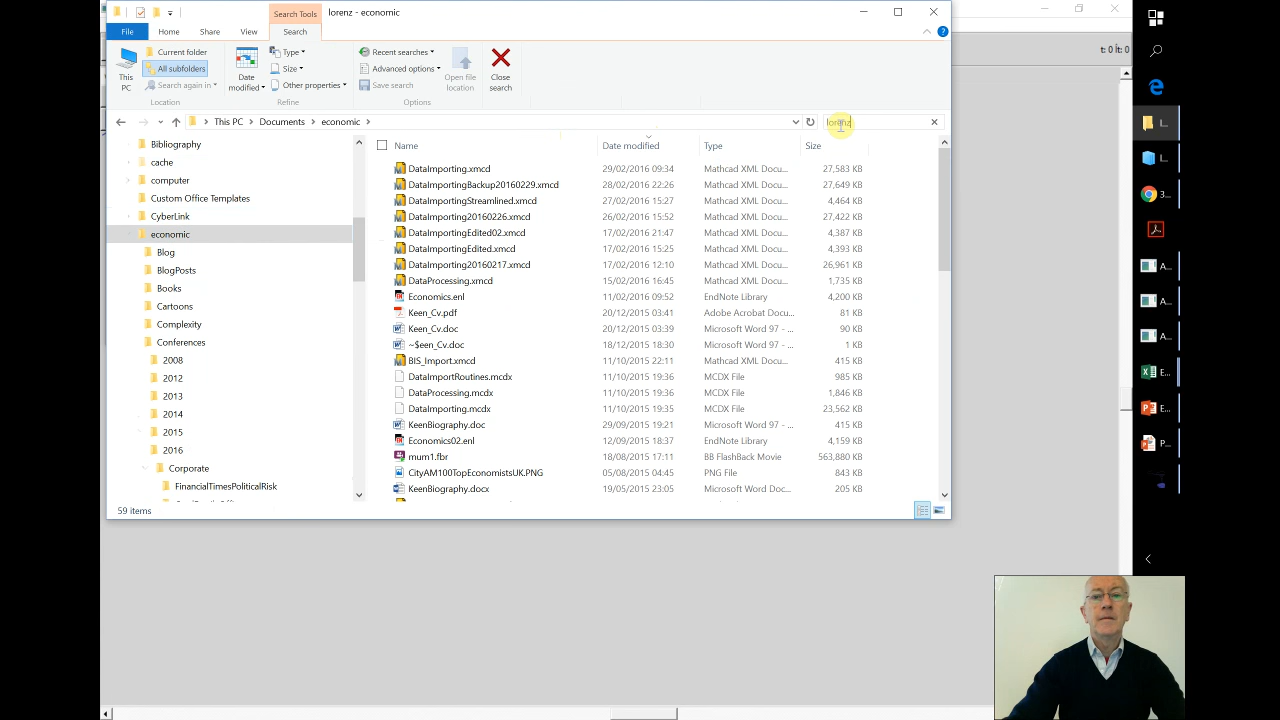 Search Tools
lorenz - economic
File
Home
Share
View
Search
t: 0 Δt: 0
This PC
Current folder
All subfolders
Search again in
Location
Date modified
Type
Size
Other properties
Refine
Recent searches
Advanced options
Save search
Options
Open file location
Close search
This PC > Documents > economic >
lorenz
Bibliography
cache
computer
Custom Office Templates
CyberLink
economic
Blog
BlogPosts
Books
Cartoons
Complexity
Conferences
2008
2012
2013
2014
2015
2016
Corporate
FinancialTimesPoliticalRisk
Name Date modified Type Size
DataImporting.xmcd 29/02/2016 09:34 Mathcad XML Docu... 27,583 KB
DataImportingBackup20160229.xmcd 28/02/2016 22:26 Mathcad XML Docu... 27,649 KB
DataImportingStreamlined.xmcd 27/02/2016 15:27 Mathcad XML Docu... 4,464 KB
DataImporting20160226.xmcd 26/02/2016 15:52 Mathcad XML Docu... 27,422 KB
DataImportingEdited02.xmcd 17/02/2016 21:47 Mathcad XML Docu... 4,387 KB
DataImportingEdited.xmcd 17/02/2016 15:25 Mathcad XML Docu... 4,393 KB
DataImporting20160217.xmcd 17/02/2016 12:10 Mathcad XML Docu... 26,961 KB
DataProcessing.xmcd 15/02/2016 16:45 Mathcad XML Docu... 1,735 KB
Economics.enl 11/02/2016 09:52 EndNote Library 4,200 KB
Keen_Cv.pdf 20/12/2015 03:41 Adobe Acrobat Docu... 81 KB
Keen_Cv.doc 20/12/2015 03:39 Microsoft Word 97 - ... 90 KB
~$een_Cv.doc 18/12/2015 18:30 Microsoft Word 97 - ... 1 KB
BIS_Import.xmcd 11/10/2015 22:11 Mathcad XML Docu... 415 KB
DataImportRoutines.mcdx 11/10/2015 19:36 MCDX File 985 KB
DataProcessing.mcdx 11/10/2015 19:36 MCDX File 1,846 KB
DataImporting.mcdx 11/10/2015 19:35 MCDX File 23,562 KB
KeenBiography.doc 29/09/2015 19:21 Microsoft Word 97 - ... 415 KB
Economics02.enl 12/09/2015 18:37 EndNote Library 4,159 KB
mum1.fbr 18/08/2015 17:11 BB FlashBack Movie 563,880 KB
CityAM100TopEconomistsUK.PNG 05/08/2015 04:45 PNG File 843 KB
KeenBiography.docx 19/05/2015 23:05 Microsoft Word Doc... 205 KB
59 items